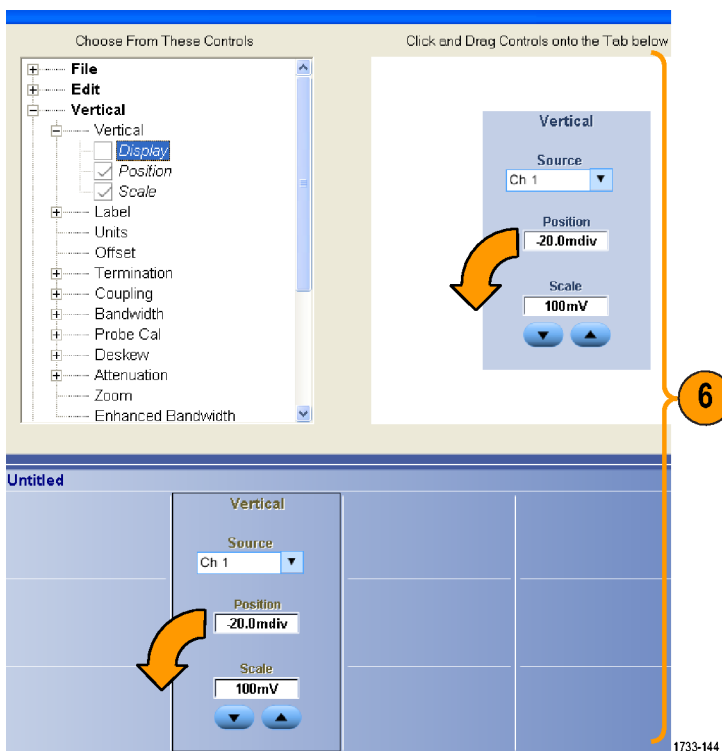 Choose From These Controls
Click and Drag Controls onto the Tab below
File
Edit
Vertical
Vertical
Display
Position
Scale
Label
Units
Offset
Termination
Coupling
Bandwidth
Probe Cal
Deskew
Attenuation
Zoom
Enhanced Bandwidth
Vertical
Source
Ch 1
Position
-20.0mdiv
Scale
100mV
6
Untitled
Vertical
Source
Ch 1
Position
-20.0mdiv
Scale
100mV
1733-144